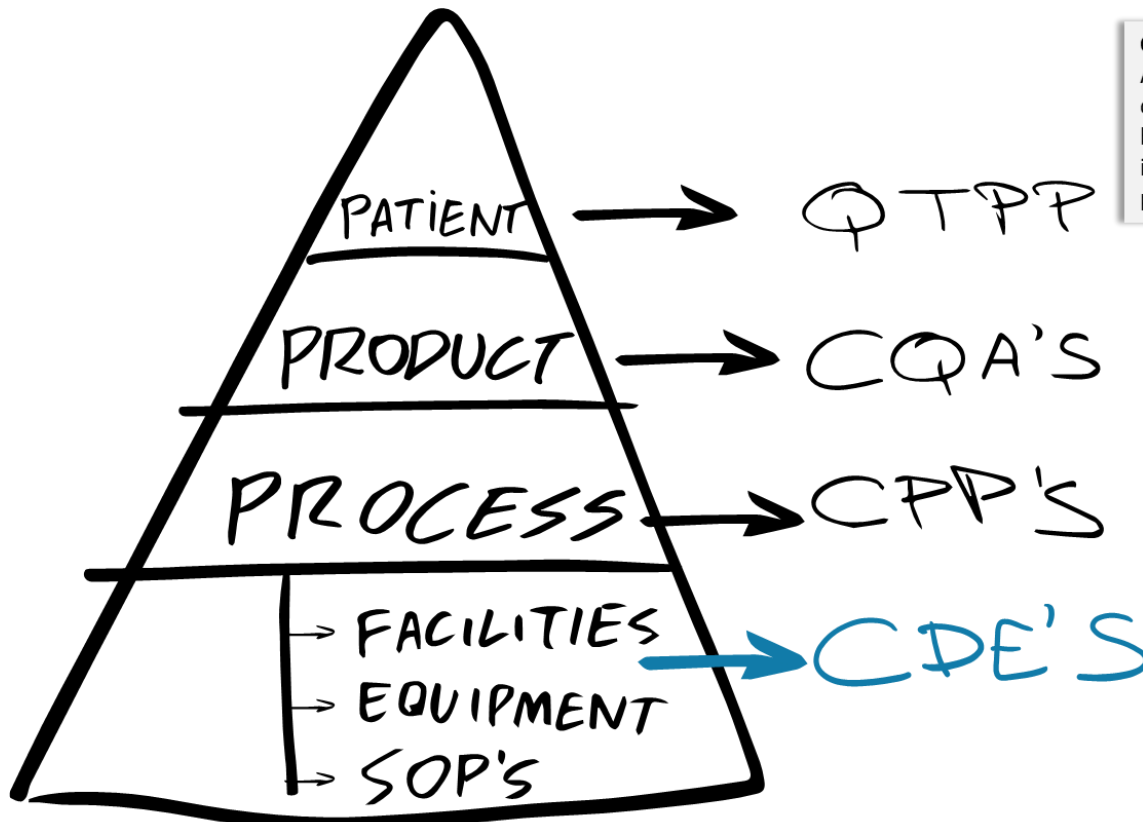 PATiENT QTPP
PRODUCT CQA'S
PROCESS CPP'S
FACILITIES CDE'S
EQUIPMENT
SOP'S